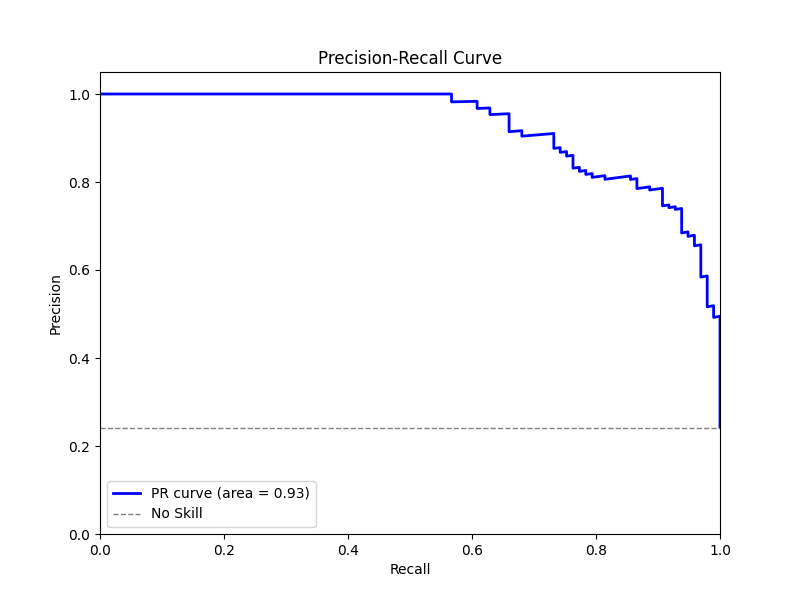 Precision-Recall Curve
Precision
1.0
0.8
0.6
0.4
0.2
0.0
PR curve (area = 0.93)
No Skill
0.0 0.2 0.4 0.6 0.8 1.0
Recall